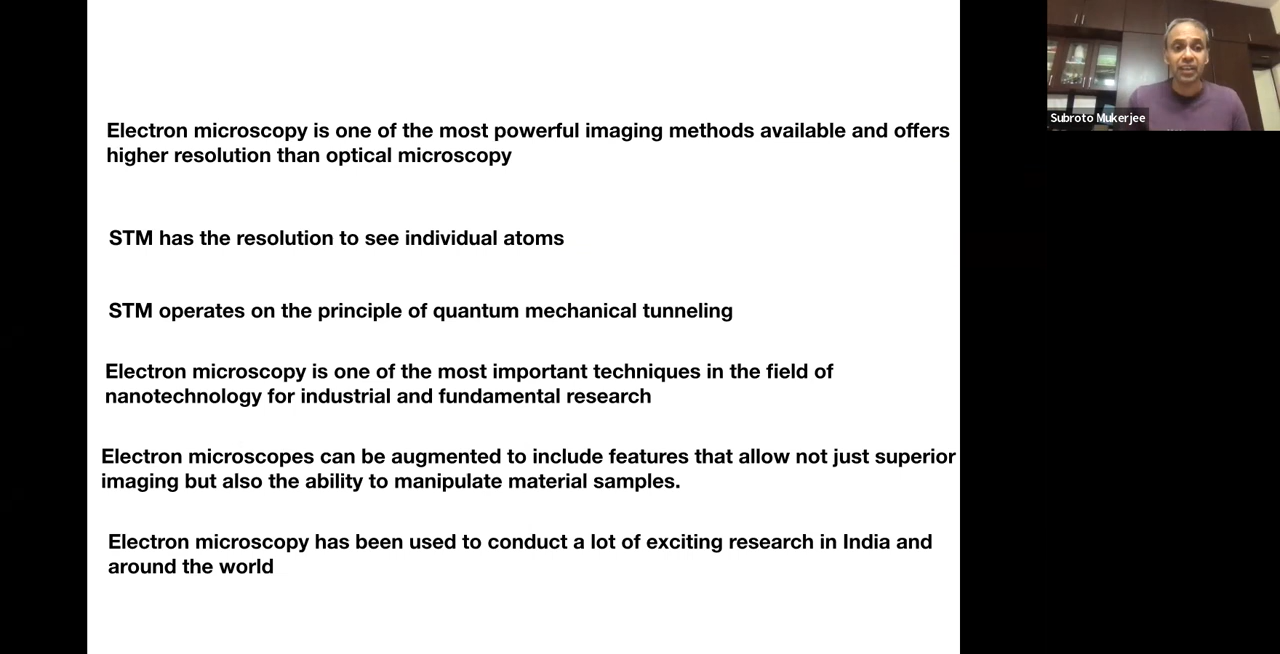 Electron microscopy is one of the most powerful imaging methods available and offers
higher resolution than optical microscopy
STM has the resolution to see individual atoms
STM operates on the principle of quantum mechanical tunneling
Electron microscopy is one of the most important techniques in the field of
nanotechnology for industrial and fundamental research
Electron microscopes can be augmented to include features that allow not just superior
imaging but also the ability to manipulate material samples.
Electron microscopy has been used to conduct a lot of exciting research in India and
around the world
Subroto Mukerjee